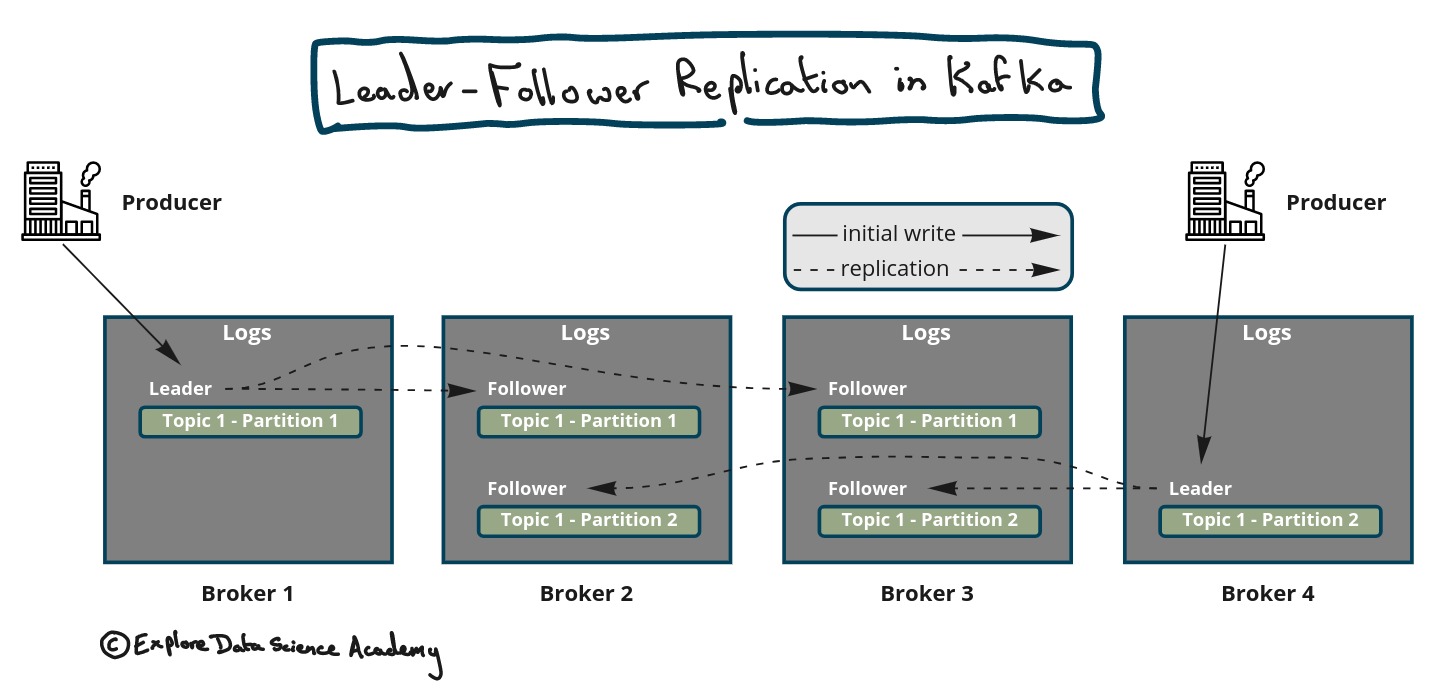 Leader-Follower Replication in Kafka
Producer
Producer
initial write
replication
Logs
Logs
Logs
Logs
Leader
Follower
Follower
Topic 1 - Partition 1
Topic 1 - Partition 1
Topic 1 - Partition 1
Follower
Follower
Leader
Topic 1 - Partition 2
Topic 1 - Partition 2
Topic 1 - Partition 2
Broker 1
Broker 2
Broker 3
Broker 4
© Explore Data Science Academy